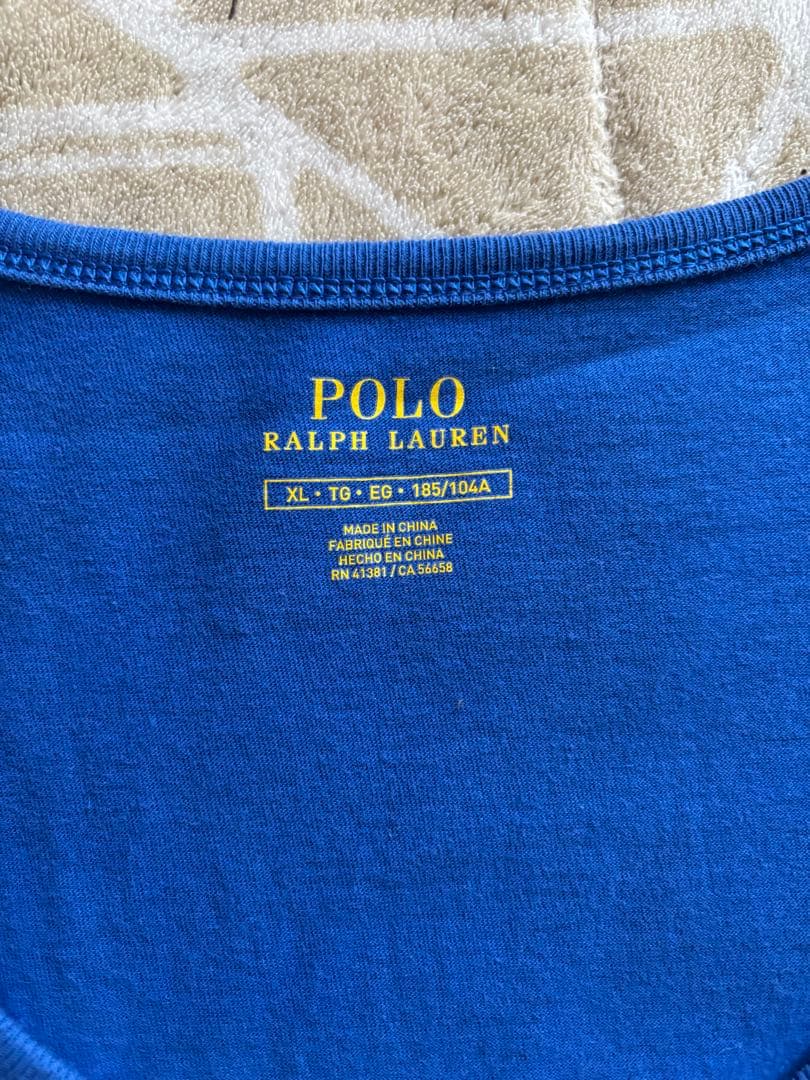 POLO
RALPH LAUREN
XL • TG • EG • 185/104A
MADE IN CHINA
FABRIQUÉ EN CHINE
HECHO EN CHINA
RN 41381 / CA 56658